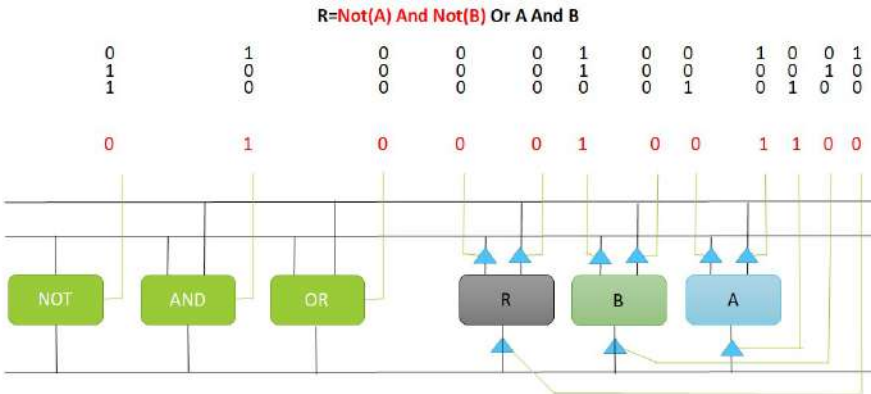 R=Not(A) And Not(B) Or A And B
0 1 0 0 0 1 0 0 1 0 0 1
1 0 0 0 0 1 0 0 0 0 1 0
1 0 0 0 0 0 0 1 0 1 0 0
0 1 0 0 0 1 0 0 1 1 0 0
NOT AND OR R B A